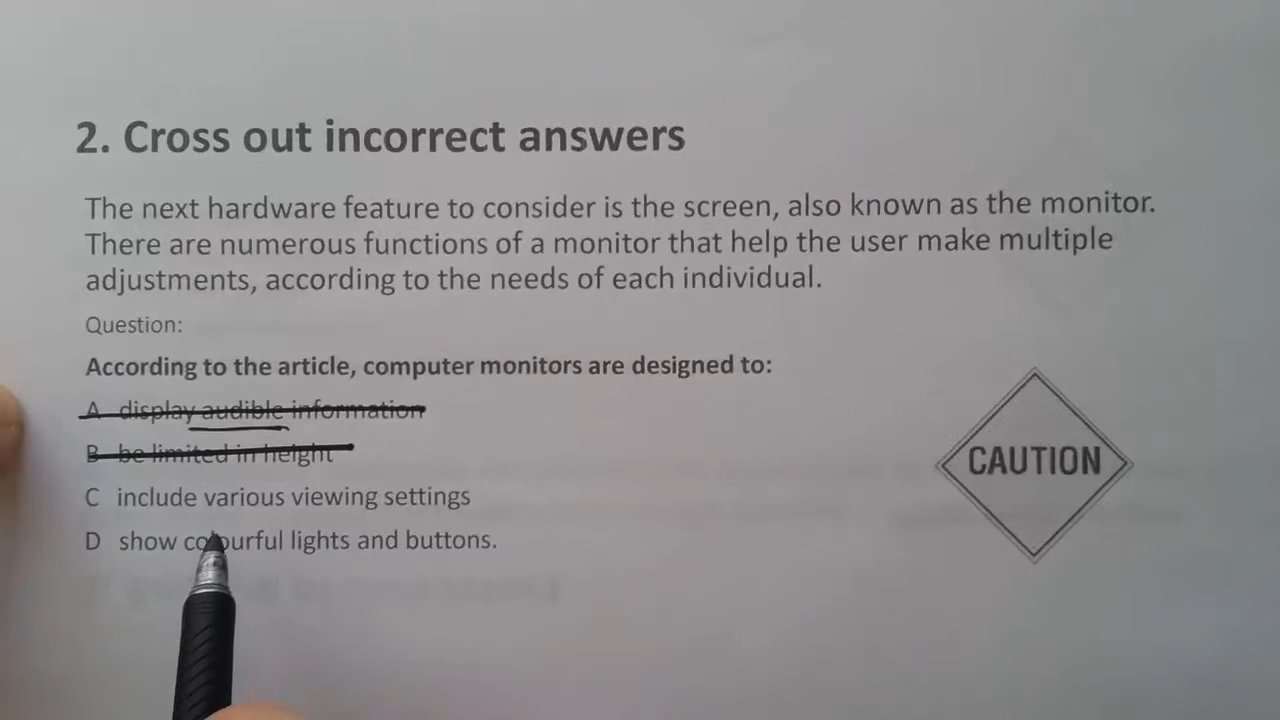 2. Cross out incorrect answers
The next hardware feature to consider is the screen, also known as the monitor.
There are numerous functions of a monitor that help the user make multiple
adjustments, according to the needs of each individual.
Question:
According to the article, computer monitors are designed to:
A display audible information
B be limited in height
C include various viewing settings
D show colourful lights and buttons.
CAUTION